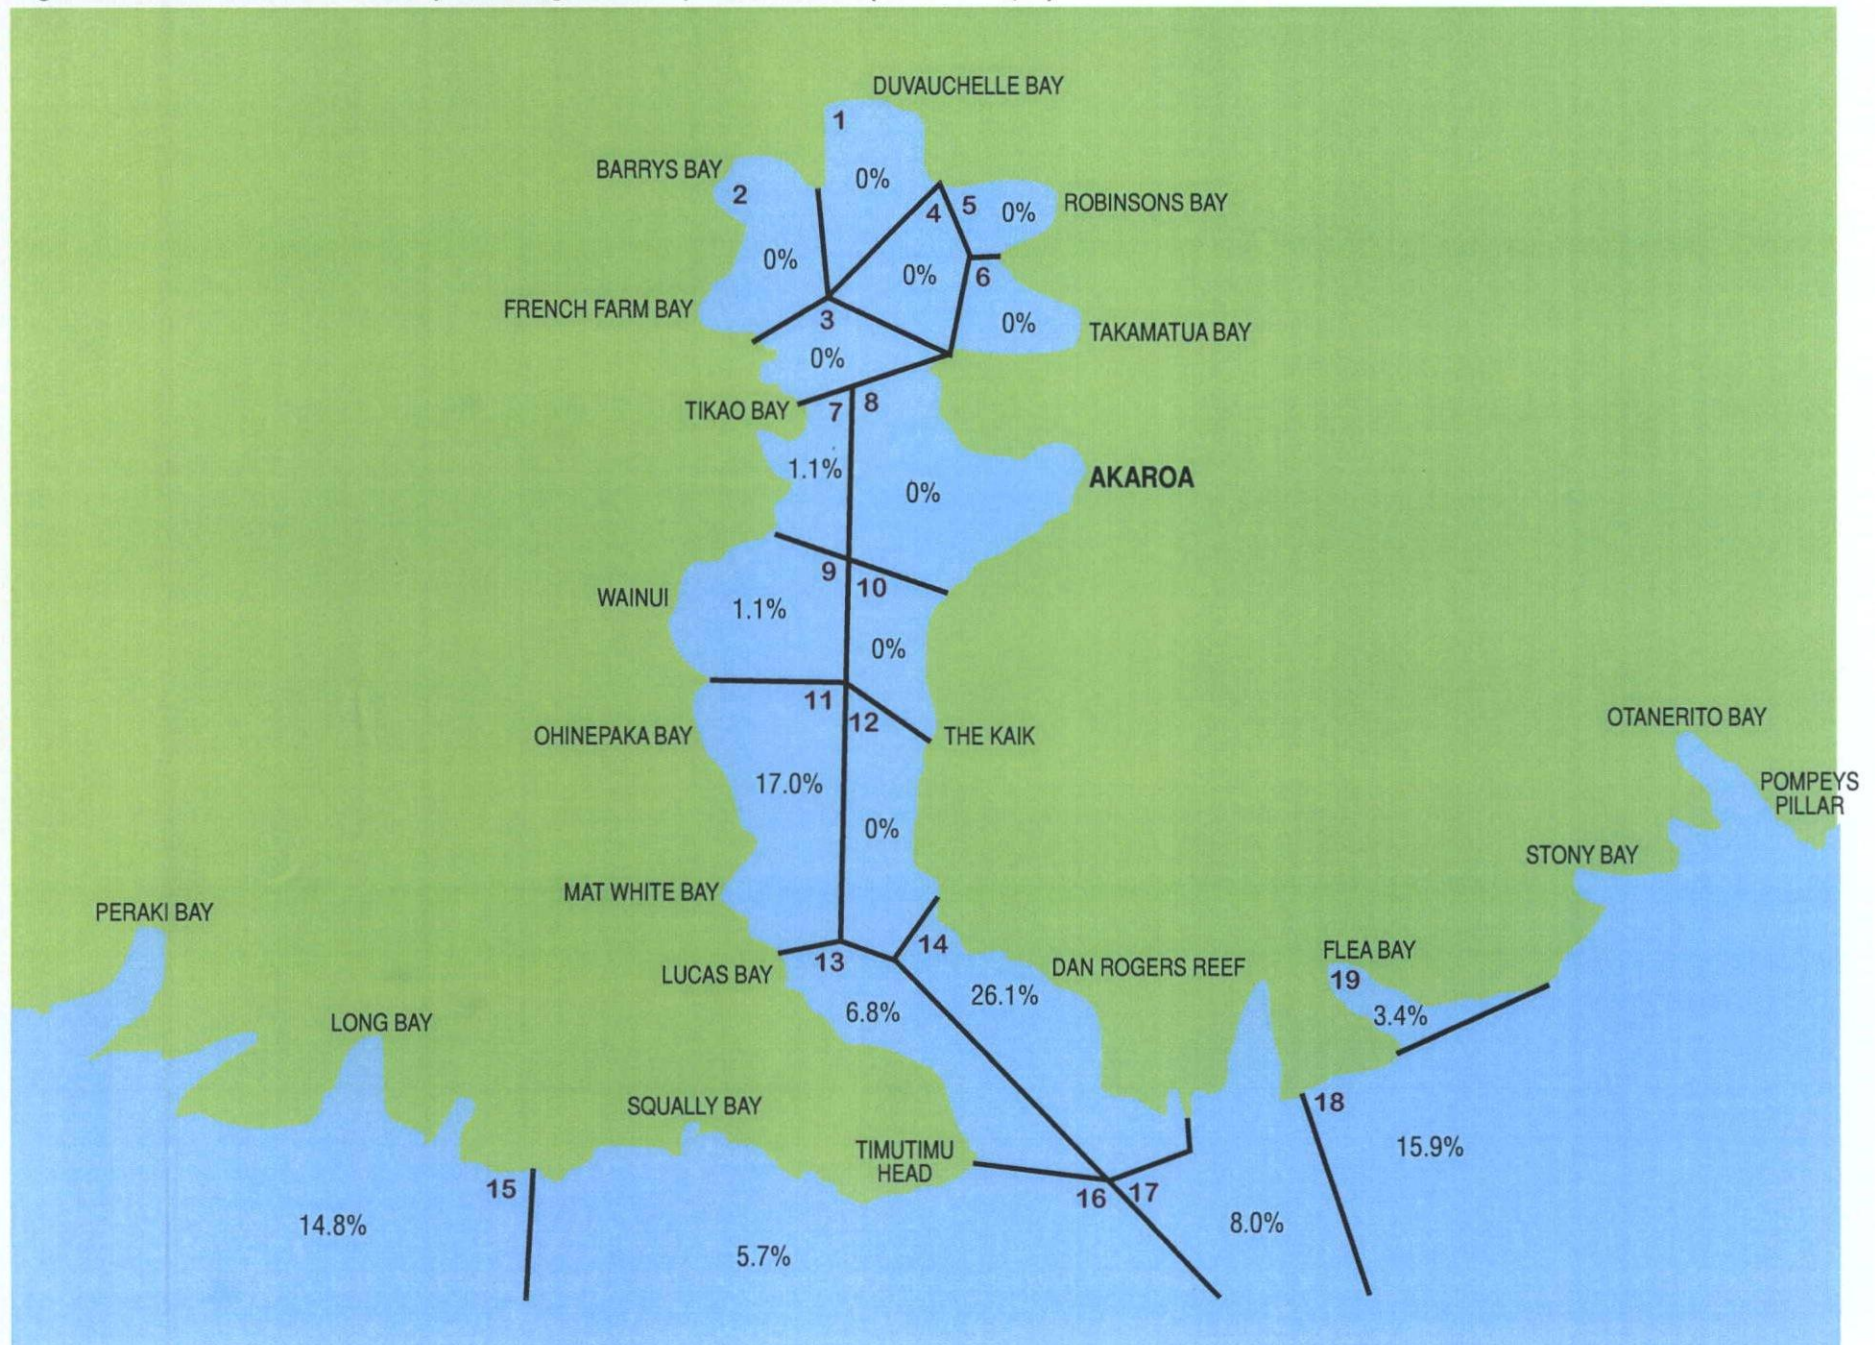 DUVAUCHELLE BAY
1
BARRYS BAY
2
0%
4
5
0%
ROBINSONS BAY
0%
0%
6
FRENCH FARM BAY
3
0%
TAKAMATUA BAY
0%
TIKAO BAY
7
8
1.1%
0%
AKAROA
9
10
WAINUI
1.1%
0%
11
12
OHINEPAKA BAY
THE KAIK
17.0%
0%
OTANERITO BAY
POMPEYS
PILLAR
STONY BAY
MAT WHITE BAY
PERAKI BAY
13
14
LUCAS BAY
DAN ROGERS REEF
FLEA BAY
19
6.8%
26.1%
3.4%
LONG BAY
SQUALLY BAY
18
TIMUTIMU
HEAD
15.9%
15
16
17
14.8%
5.7%
8.0%